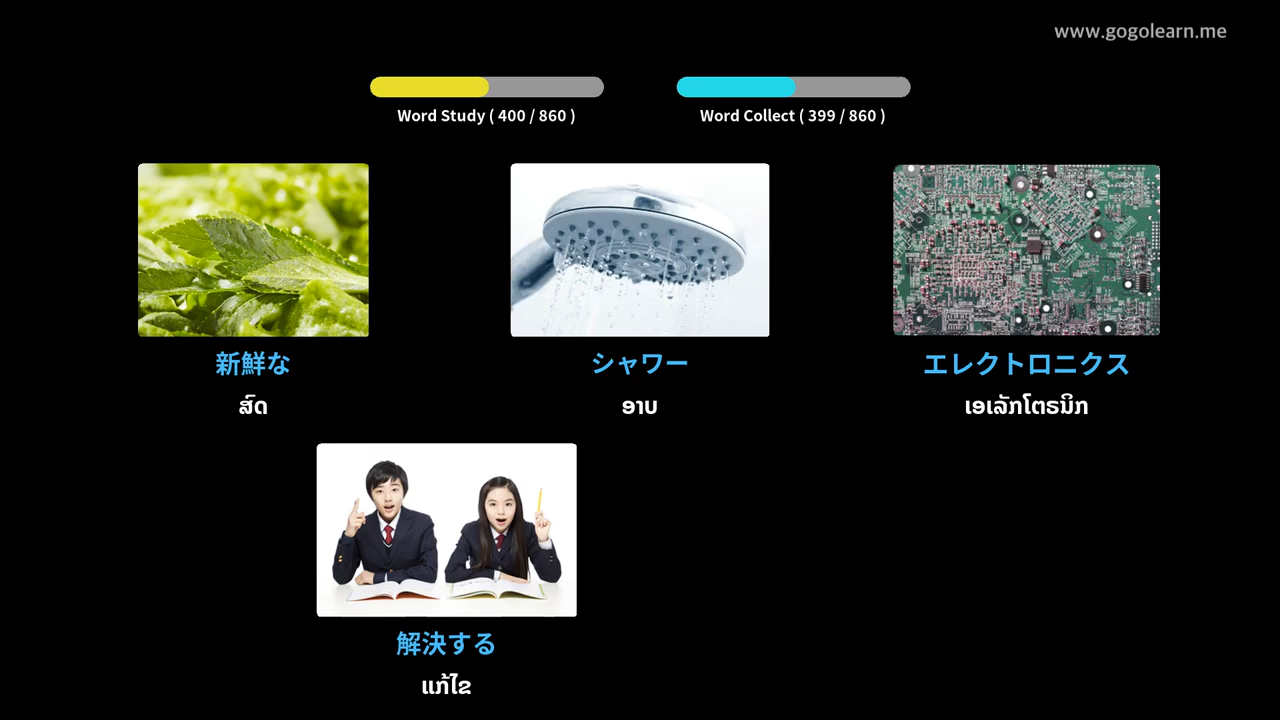 www.gogolearn.me
Word Study ( 400 / 860 )
Word Collect ( 399 / 860 )
新鮮な
ສົດ
シャワー
ອາບ
エレクトロニクス
ເອເລັກໂຕຣນິກ
解決する
ແກ້ໄຂ